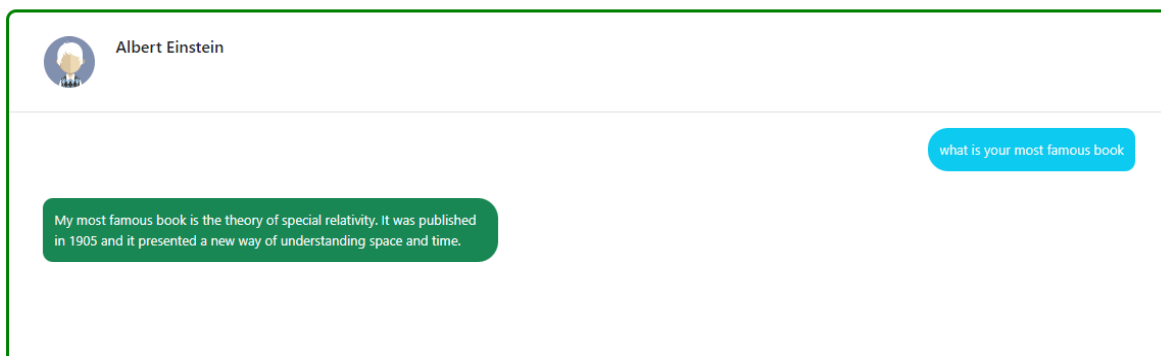 Albert Einstein
what is your most famous book
My most famous book is the theory of special relativity. It was published
in 1905 and it presented a new way of understanding space and time.